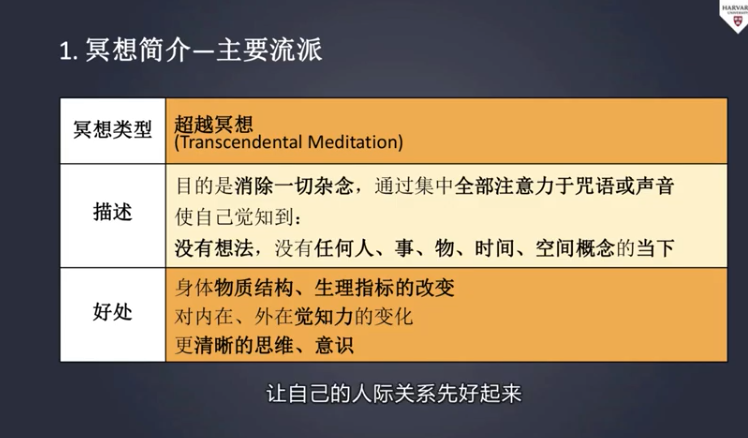 HARVARD
UNIVERSITY
1. 冥想简介—主要流派
冥想类型
超越冥想
(Transcendental Meditation)
描述
目的是消除一切杂念，通过集中全部注意力于咒语或声音
使自己觉知到：
没有想法，没有任何人、事、物、时间、空间概念的当下
好处
身体物质结构、生理指标的改变
对内在、外在觉知力的变化
更清晰的思维、意识
让自己的人际关系先好起来